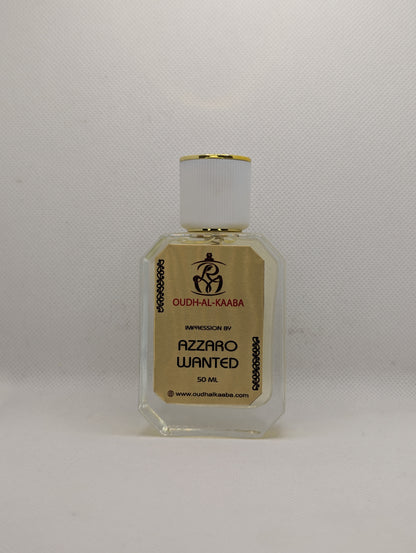 OUDH-AL-KAABA
IMPRESSION BY
AZZARO
WANTED
50 ML
www.oudhalkaaba.com